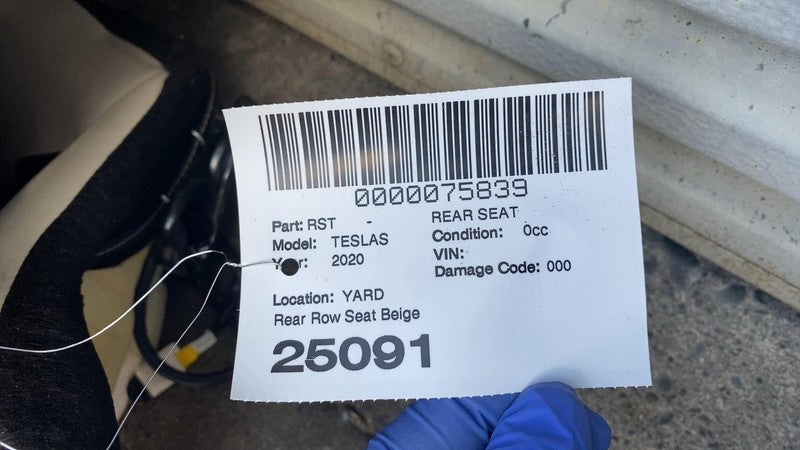 0000075839
Part: RST - REAR SEAT
Model: TESLAS Condition: 0cc
Year: 2020 VIN:
Damage Code: 000
Location: YARD
Rear Row Seat Beige
25091